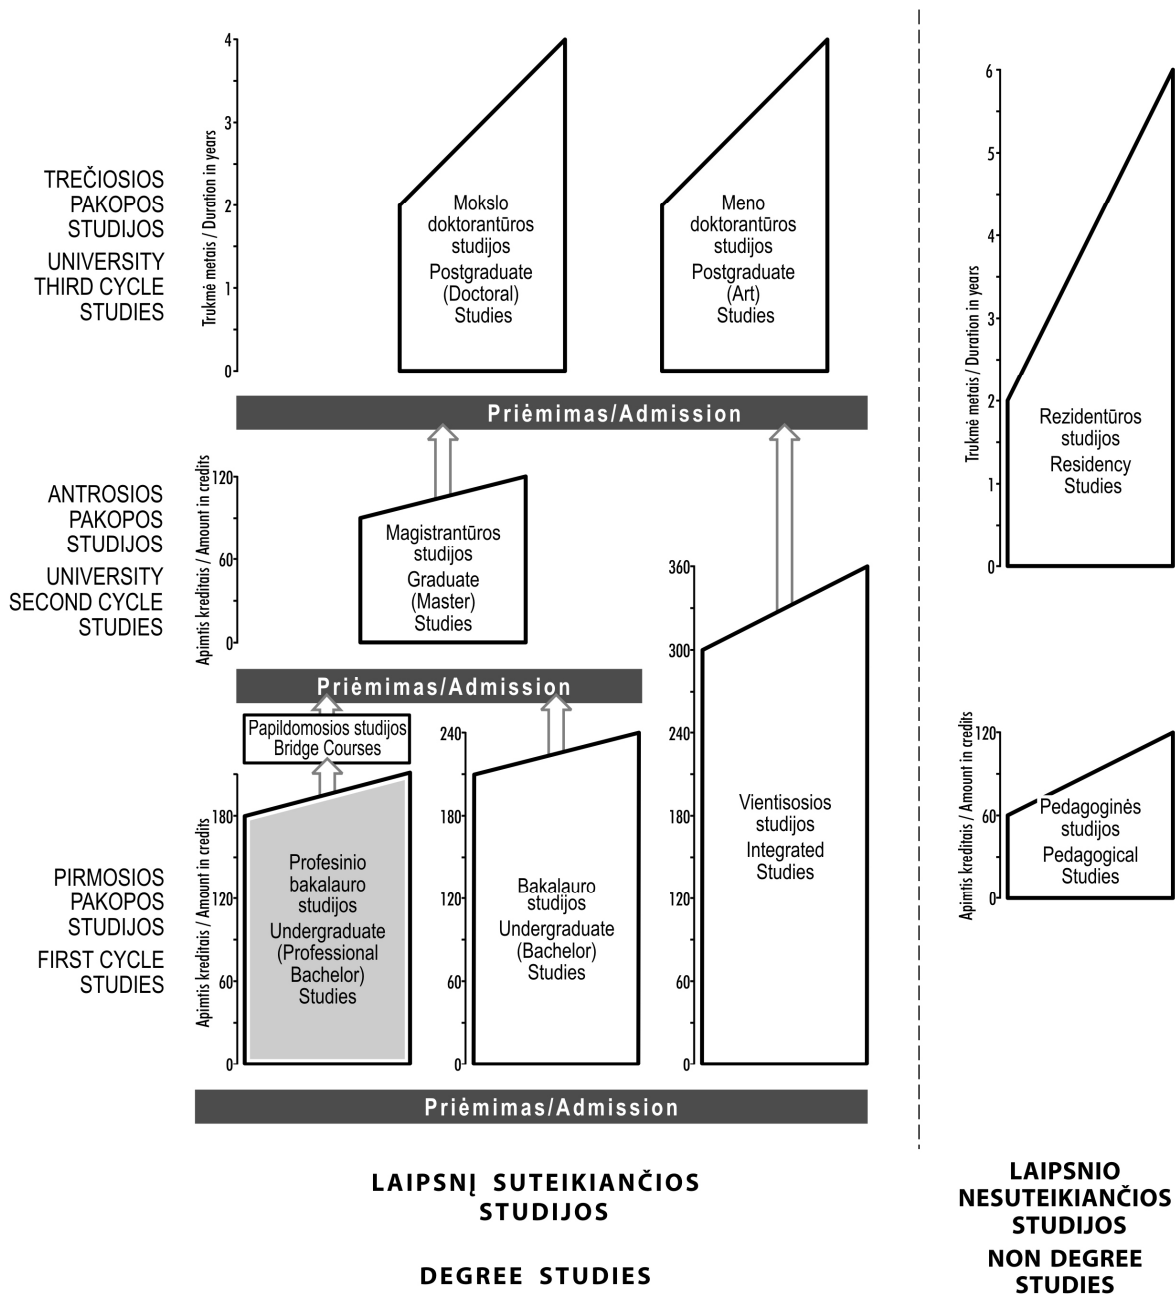 TREČIOSIOS
PAKOPOS
STUDIJOS
UNIVERSITY
THIRD CYCLE
STUDIES
Trukmė metais / Duration in years
4
3
2
1
0
Mokslo
doktorantūros
studijos
Postgraduate
(Doctoral)
Studies
Meno
doktorantūros
studijos
Postgraduate
(Art)
Studies
Priėmimas/Admission
ANTROSIOS
PAKOPOS
STUDIJOS
UNIVERSITY
SECOND CYCLE
STUDIES
Apimtis kreditais / Amount in credits
120
60
0
Magistrantūros
studijos
Graduate
(Master)
Studies
Priėmimas/Admission
Papildomosios studijos
Bridge Courses
PIRMOSIOS
PAKOPOS
STUDIJOS
FIRST CYCLE
STUDIES
Apimtis kreditais / Amount in credits
180
120
60
0
Profesinio
bakalauro
studijos
Undergraduate
(Professional
Bachelor)
Studies
240
180
120
60
0
Bakalauro
studijos
Undergraduate
(Bachelor)
Studies
360
300
240
180
120
60
0
Vientisosios
studijos
Integrated
Studies
Priėmimas/Admission
LAIPSNĮ SUTEIKIANČIOS
STUDIJOS
DEGREE STUDIES
Trukmė metais / Duration in years
6
5
4
3
2
1
0
Rezidentūros
studijos
Residency
Studies
Apimtis kreditais / Amount in credits
120
60
0
Pedagoginės
studijos
Pedagogical
Studies
LAIPSNIO
NESUTEIKIANČIOS
STUDIJOS
NON DEGREE
STUDIES